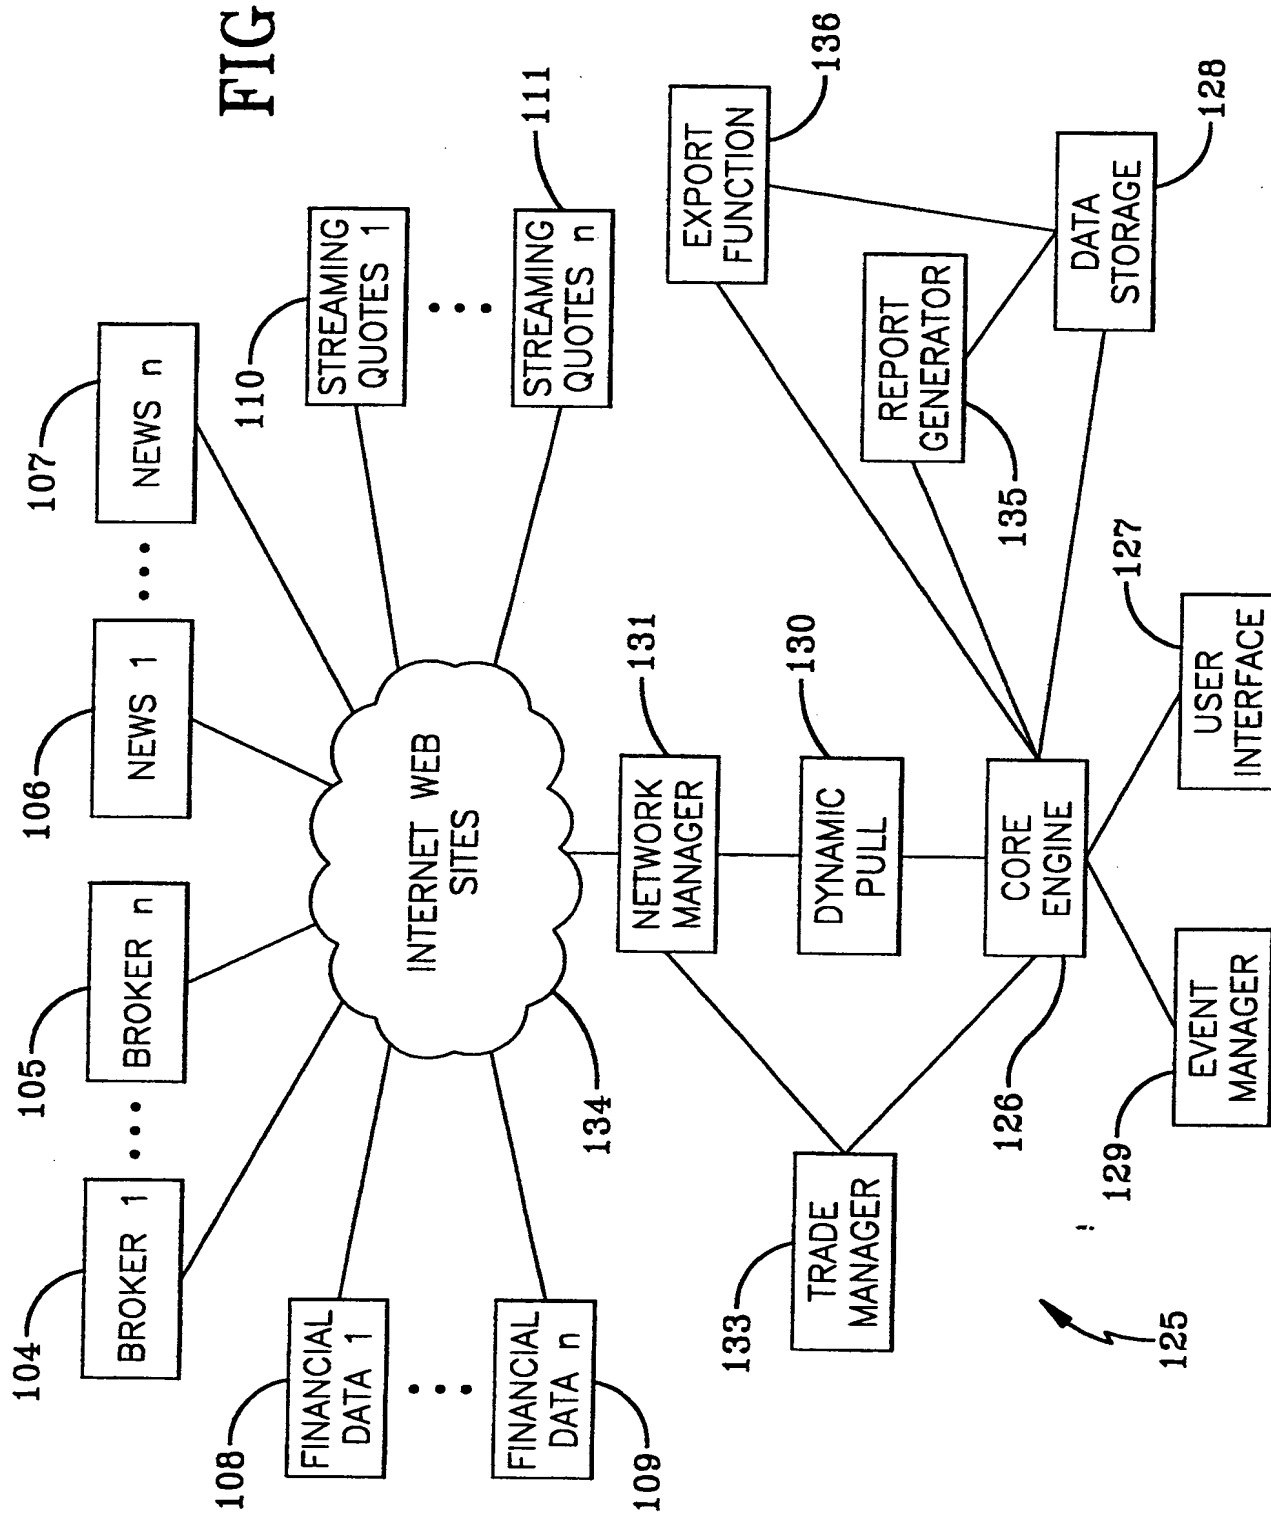 FIG
104
BROKER 1
105
BROKER n
106
NEWS 1
107
NEWS n
108
FINANCIAL
DATA 1
109
FINANCIAL
DATA n
INTERNET WEB
SITES
134
110
STREAMING
QUOTES 1
111
STREAMING
QUOTES n
NETWORK
MANAGER
131
133
TRADE
MANAGER
DYNAMIC
PULL
130
CORE
ENGINE
126
REPORT
GENERATOR
135
EXPORT
FUNCTION
136
DATA
STORAGE
128
129
EVENT
MANAGER
USER
INTERFACE
127
125